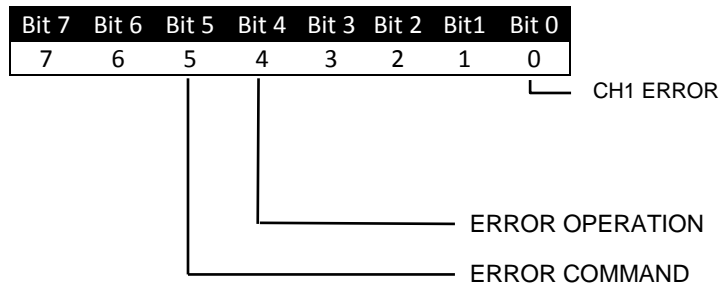 Bit 7 Bit 6 Bit 5 Bit 4 Bit 3 Bit 2 Bit1 Bit 0
7 6 5 4 3 2 1 0
CH1 ERROR
ERROR OPERATION
ERROR COMMAND